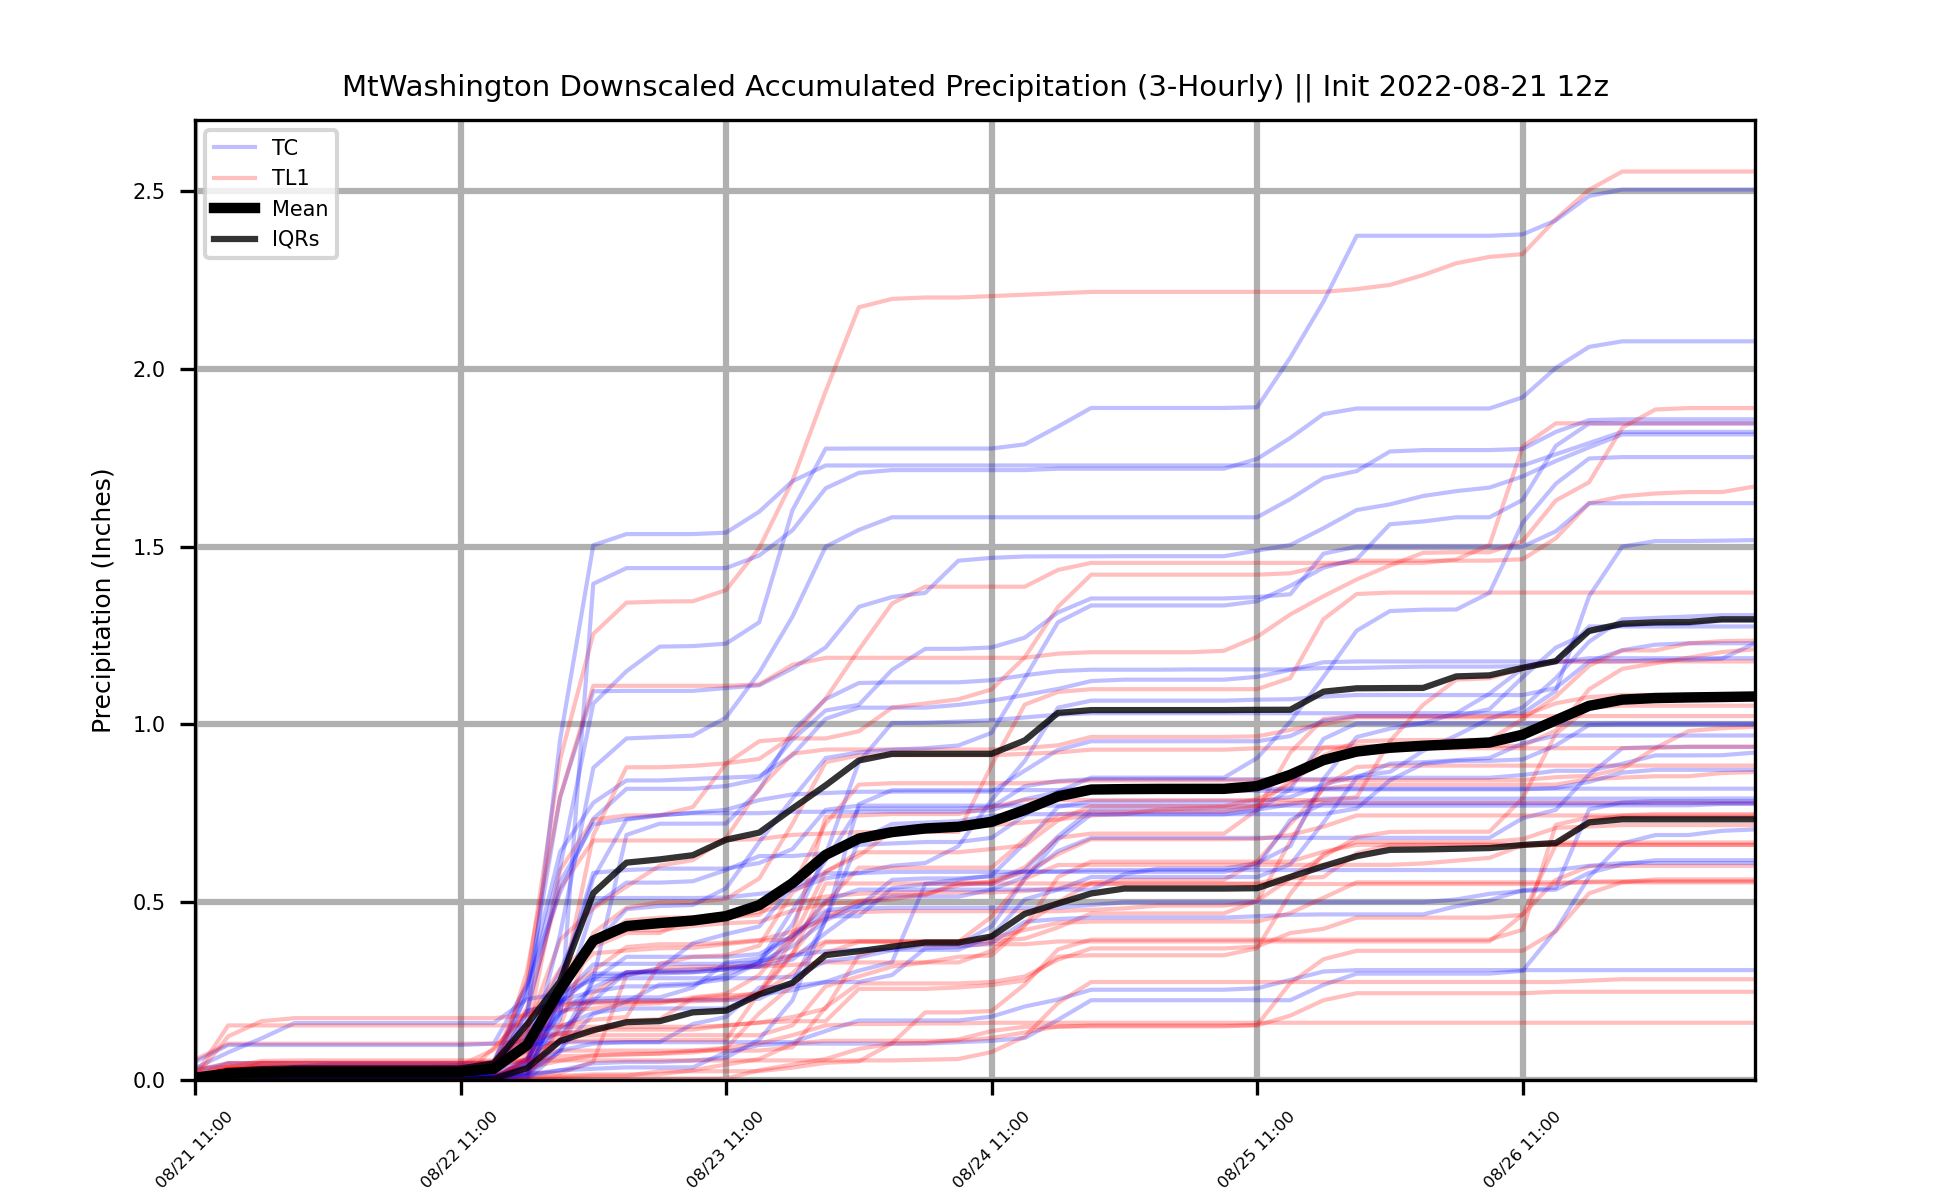 MtWashington Downscaled Accumulated Precipitation (3-Hourly) || Init 2022-08-21 12z
TC
TL1
Mean
IQRs
Precipitation (Inches)
2.5
2.0
1.5
1.0
0.5
0.0
08/21 11:00
08/22 11:00
08/23 11:00
08/24 11:00
08/25 11:00
08/26 11:00